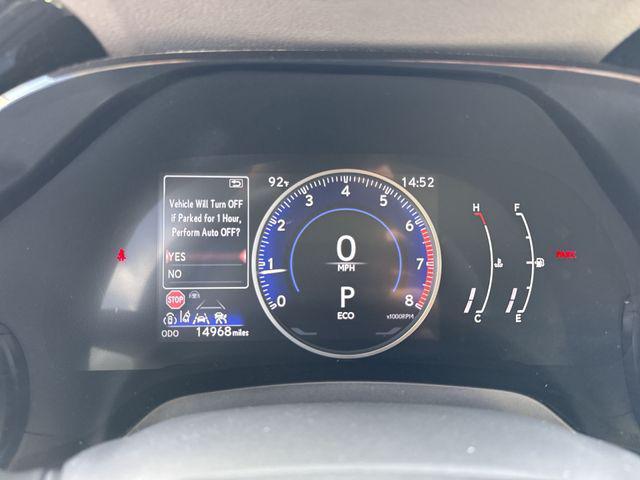 92°F
14:52
Vehicle Will Turn OFF
if Parked for 1 Hour,
Perform Auto OFF?
YES
NO
STOP
ODO 14968 miles
0
1
2
3
4
5
6
7
8
0
MPH
P
ECO
x1000RPM
H
C
F
E
PARK